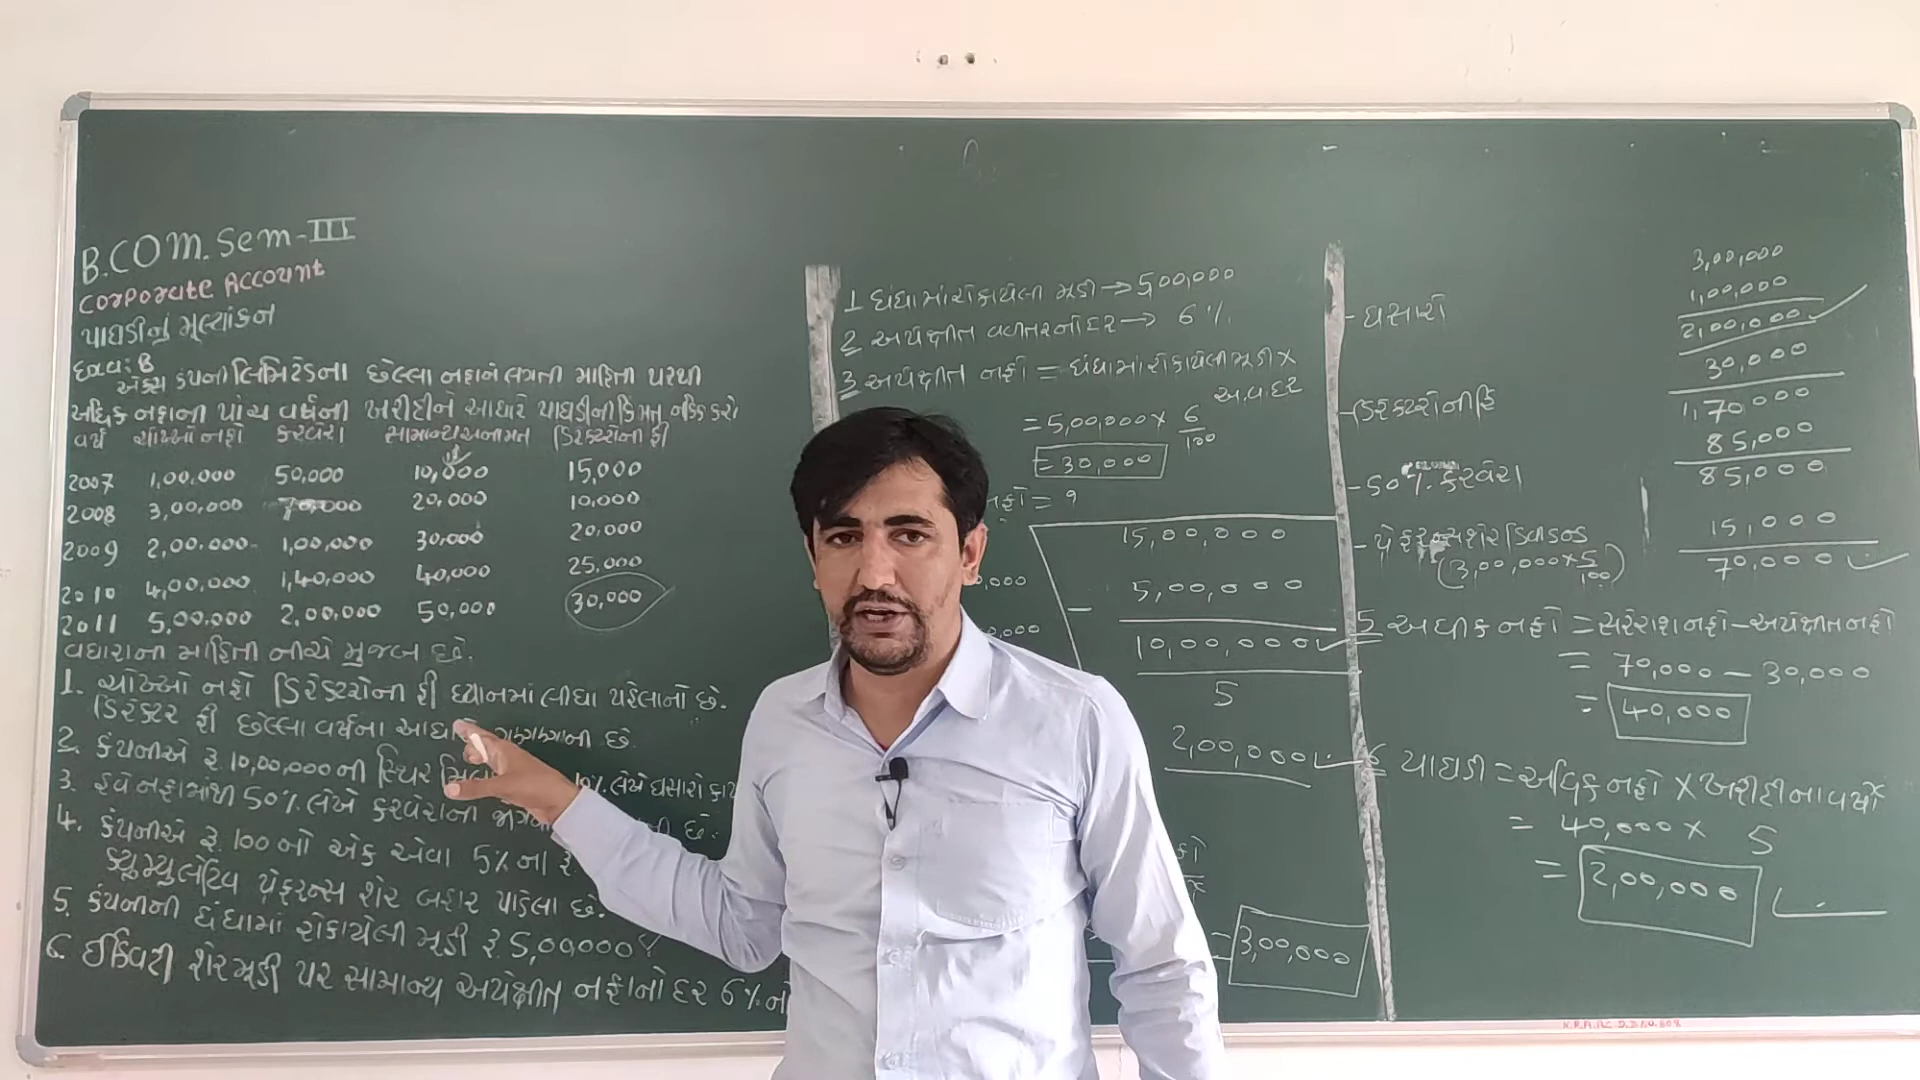 B.COM. Sem-III
Corporate Account
પાઘડીનું મૂલ્યાંકન
દાખલ: B
એક્સ કંપની લિમિટેડના છેલ્લા નફાને લગતી માહિતી પરથી
અધિક નફાની પાંચ વર્ષની ખરીદીને આધારે પાઘડીની કિંમત નક્કિ કરો
વર્ષ ચોખ્ખો નફો કરવેરા સામાન્ય અનામત ડિરેક્ટરોની ફી
2007 1,00,000 50,000 10,000 15,000
2008 3,00,000 70,000 20,000 10,000
2009 2,00,000 1,00,000 30,000 20,000
2010 4,00,000 1,40,000 40,000 25,000
2011 5,00,000 2,00,000 50,000 30,000
વધારાની માહિતી નીચે મુજબ છે.
1. ચોખ્ખો નફો ડિરેક્ટરોની ફી ધ્યાનમાં લીધા પહેલાનો છે.
ડિરેક્ટર ફી છેલ્લા વર્ષના ગણવાની છે.
2. કંપનીએ રૂ. 10,00,000 ની સ્થિર 10% લેખે ઘસારો
3. હવે નફામાંથી 50% લેખે કરવેરાની છે.
4. કંપનીએ રૂ. 100 નો એક એવા 5% ના
ક્યુમ્યુલેટિવ પ્રેફરન્સ શેર બહાર પાડેલા છે.
5. કંપનીની ધંધામાં રોકાયેલી મૂડી રૂ. 5,00,000
6. ઈક્વિટી શેરમૂડી પર સામાન્ય અપેક્ષીત નફાનો દર 6%
1 ધંધામાં રોકાયેલી મૂડી → 5,00,000
2 અપેક્ષીત વળતરનો દર → 6%
3 અપેક્ષીત નફો = ધંધામાં રોકાયેલી મૂડી ×
અ.વ.દર
= 5,00,000 × 6/100
= 30,000
નફો = ?
15,00,000
- 5,00,000
10,00,000
5
2,00,000
= 3,00,000
3,00,000
- ઘસારો 1,00,000
2,00,000
- ડિરેક્ટરોની ફિ 30,000
1,70,000
- 50% કરવેરા 85,000
85,000
- પ્રેફરન્સ શેર ડિવીડન્ડ 15,000
(3,00,000 × 5/100) 70,000
5 અધીક નફો = સરેરાશ નફો - અપેક્ષીત નફો
= 70,000 - 30,000
= 40,000
6 પાઘડી = અધિક નફો × ખરીદીના વર્ષો
= 40,000 × 5
= 2,00,000